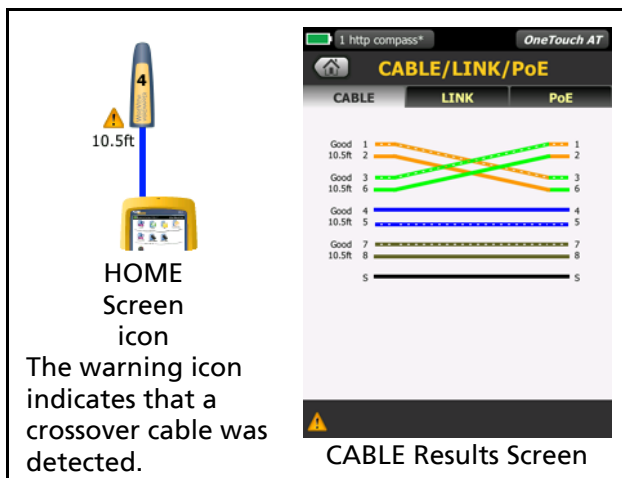 4
10.5ft
HOME
Screen
icon
The warning icon
indicates that a
crossover cable was
detected.
1 http compass*
OneTouch AT
CABLE/LINK/PoE
CABLE LINK PoE
Good 1 1
10.5ft 2 2
Good 3 3
10.5ft 6 6
Good 4 4
10.5ft 5 5
Good 7 7
10.5ft 8 8
S S
CABLE Results Screen